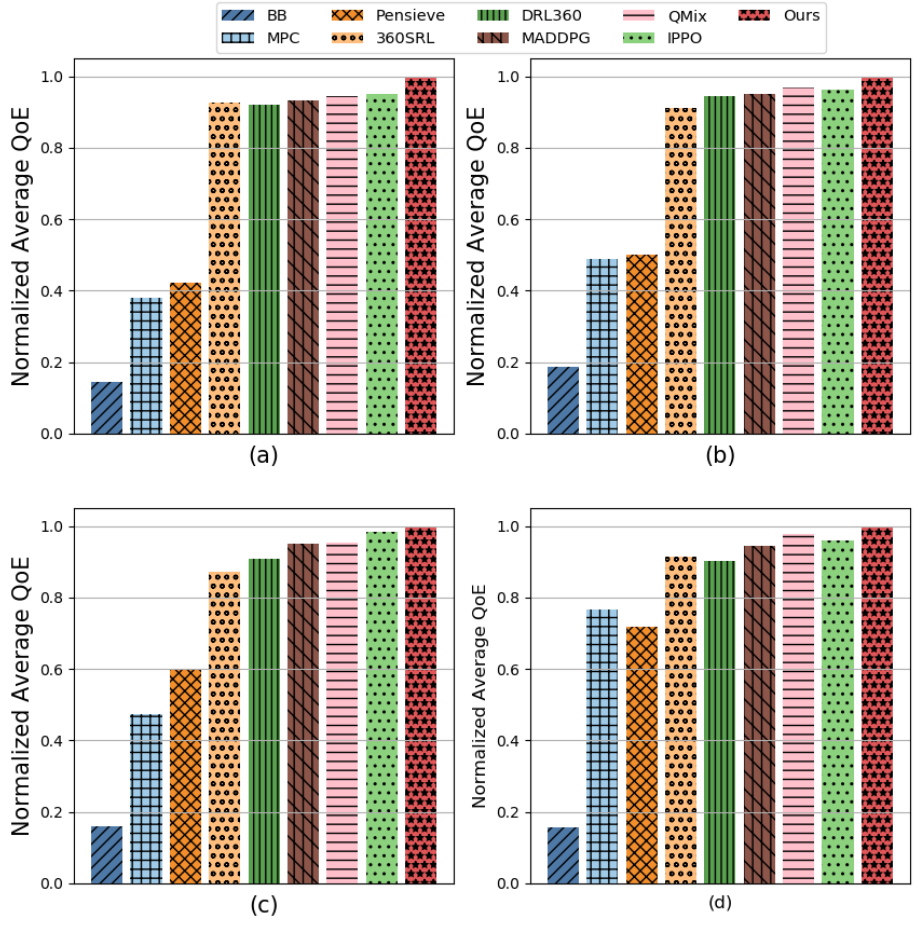 BB
Pensieve
DRL360
QMix
Ours
MPC
360SRL
MADDPG
IPPO
Normalized Average QoE
1.0
0.8
0.6
0.4
0.2
0.0
(a)
Normalized Average QoE
1.0
0.8
0.6
0.4
0.2
0.0
(b)
Normalized Average QoE
1.0
0.8
0.6
0.4
0.2
0.0
(c)
Normalized Average QoE
1.0
0.8
0.6
0.4
0.2
0.0
(d)